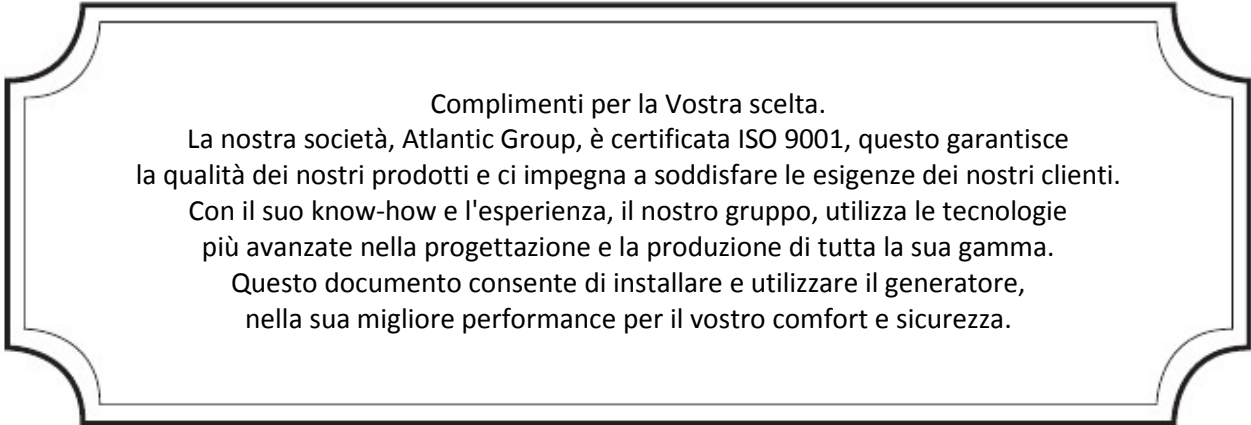 Complimenti per la Vostra scelta.
La nostra società, Atlantic Group, è certificata ISO 9001, questo garantisce
la qualità dei nostri prodotti e ci impegna a soddisfare le esigenze dei nostri clienti.
Con il suo know-how e l'esperienza, il nostro gruppo, utilizza le tecnologie
più avanzate nella progettazione e la produzione di tutta la sua gamma.
Questo documento consente di installare e utilizzare il generatore,
nella sua migliore performance per il vostro comfort e sicurezza.